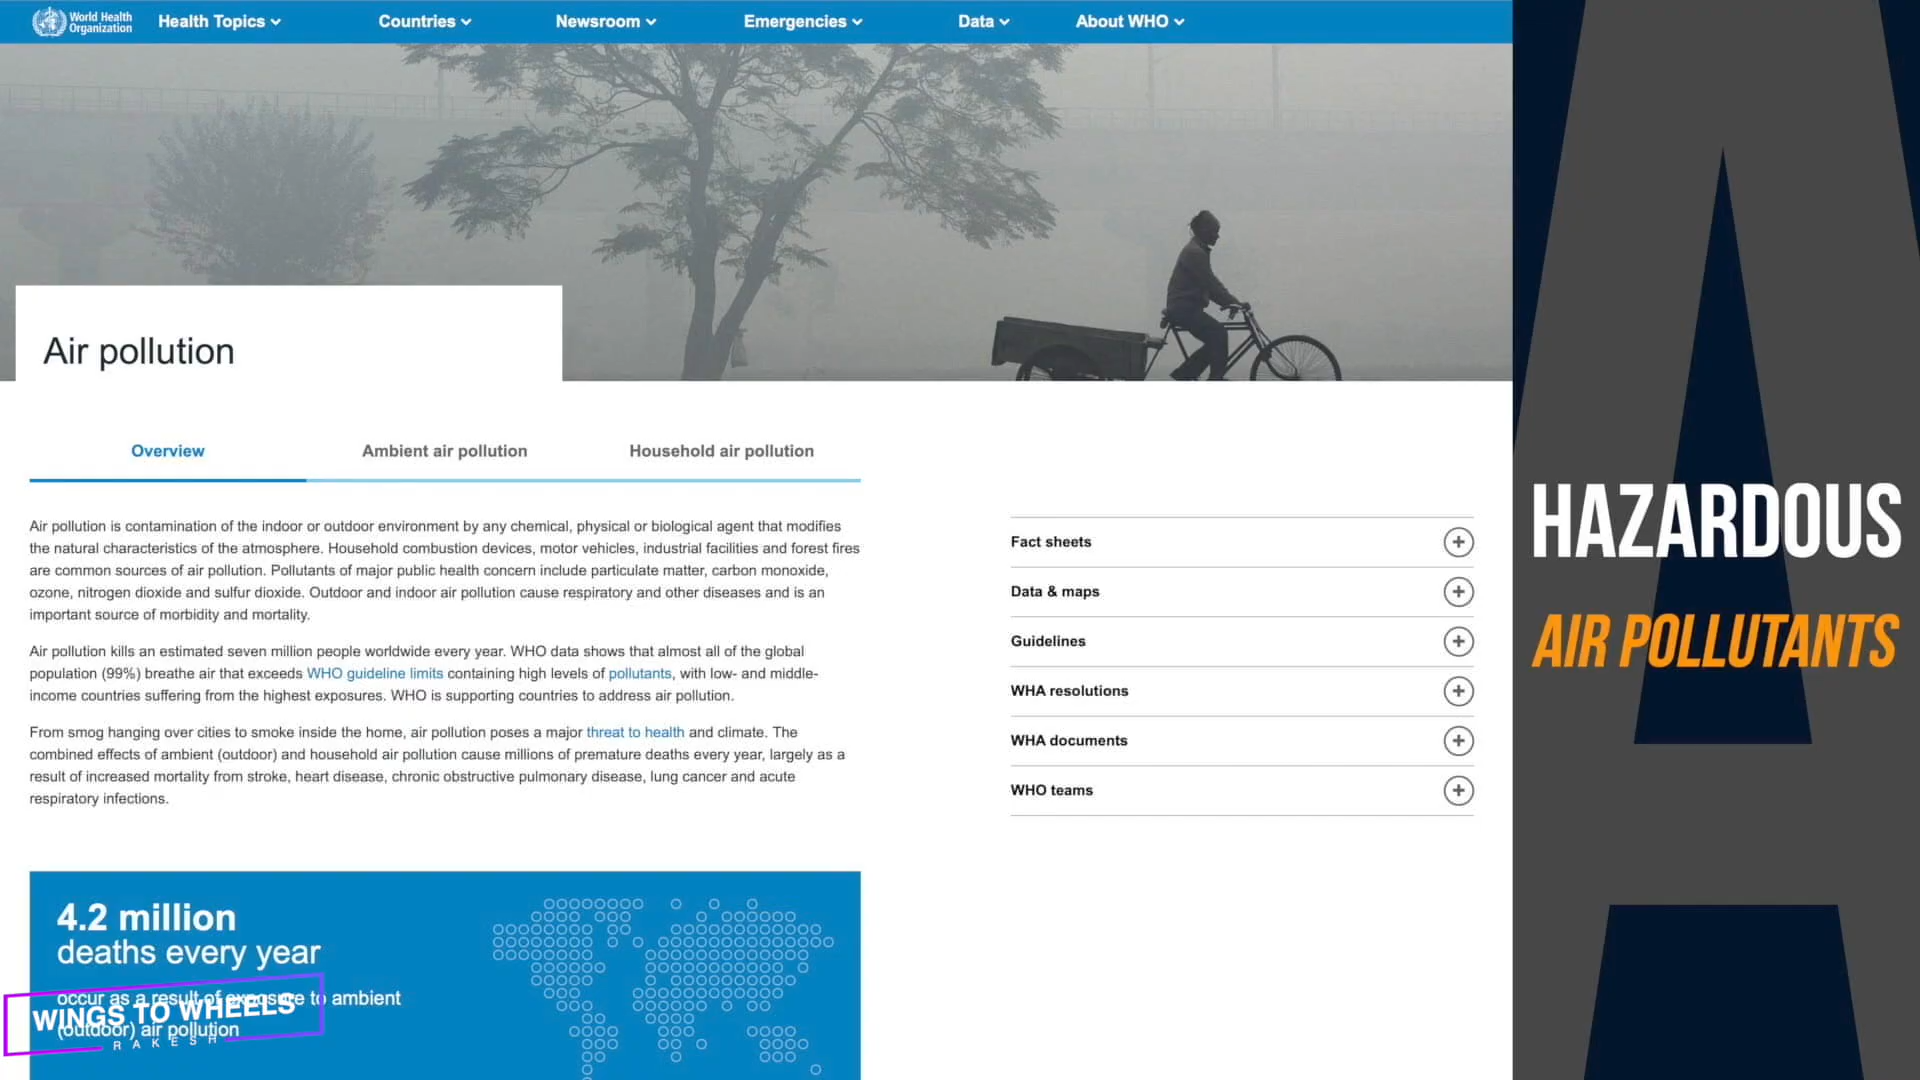 World Health
Organization
Health Topics
Countries
Newsroom
Emergencies
Data
About WHO
Air pollution
Overview
Ambient air pollution
Household air pollution
Air pollution is contamination of the indoor or outdoor environment by any chemical, physical or biological agent that modifies
the natural characteristics of the atmosphere. Household combustion devices, motor vehicles, industrial facilities and forest fires
are common sources of air pollution. Pollutants of major public health concern include particulate matter, carbon monoxide,
ozone, nitrogen dioxide and sulfur dioxide. Outdoor and indoor air pollution cause respiratory and other diseases and is an
important source of morbidity and mortality.
Air pollution kills an estimated seven million people worldwide every year. WHO data shows that almost all of the global
population (99%) breathe air that exceeds WHO guideline limits containing high levels of pollutants, with low- and middle-
income countries suffering from the highest exposures. WHO is supporting countries to address air pollution.
From smog hanging over cities to smoke inside the home, air pollution poses a major threat to health and climate. The
combined effects of ambient (outdoor) and household air pollution cause millions of premature deaths every year, largely as a
result of increased mortality from stroke, heart disease, chronic obstructive pulmonary disease, lung cancer and acute
respiratory infections.
Fact sheets
Data & maps
Guidelines
WHA resolutions
WHA documents
WHO teams
4.2 million
deaths every year
occur as a result of exposure to ambient
(outdoor) air pollution
WINGS TO WHEELS
RAKESH
HAZARDOUS
AIR POLLUTANTS